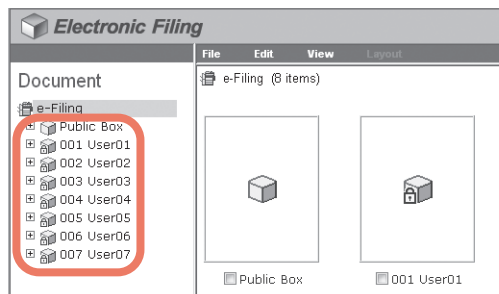 Electronic Filing
File Edit View Layout
Document
e-Filing (8 items)
e-Filing
Public Box
001 User01
002 User02
003 User03
004 User04
005 User05
006 User06
007 User07
Public Box
001 User01